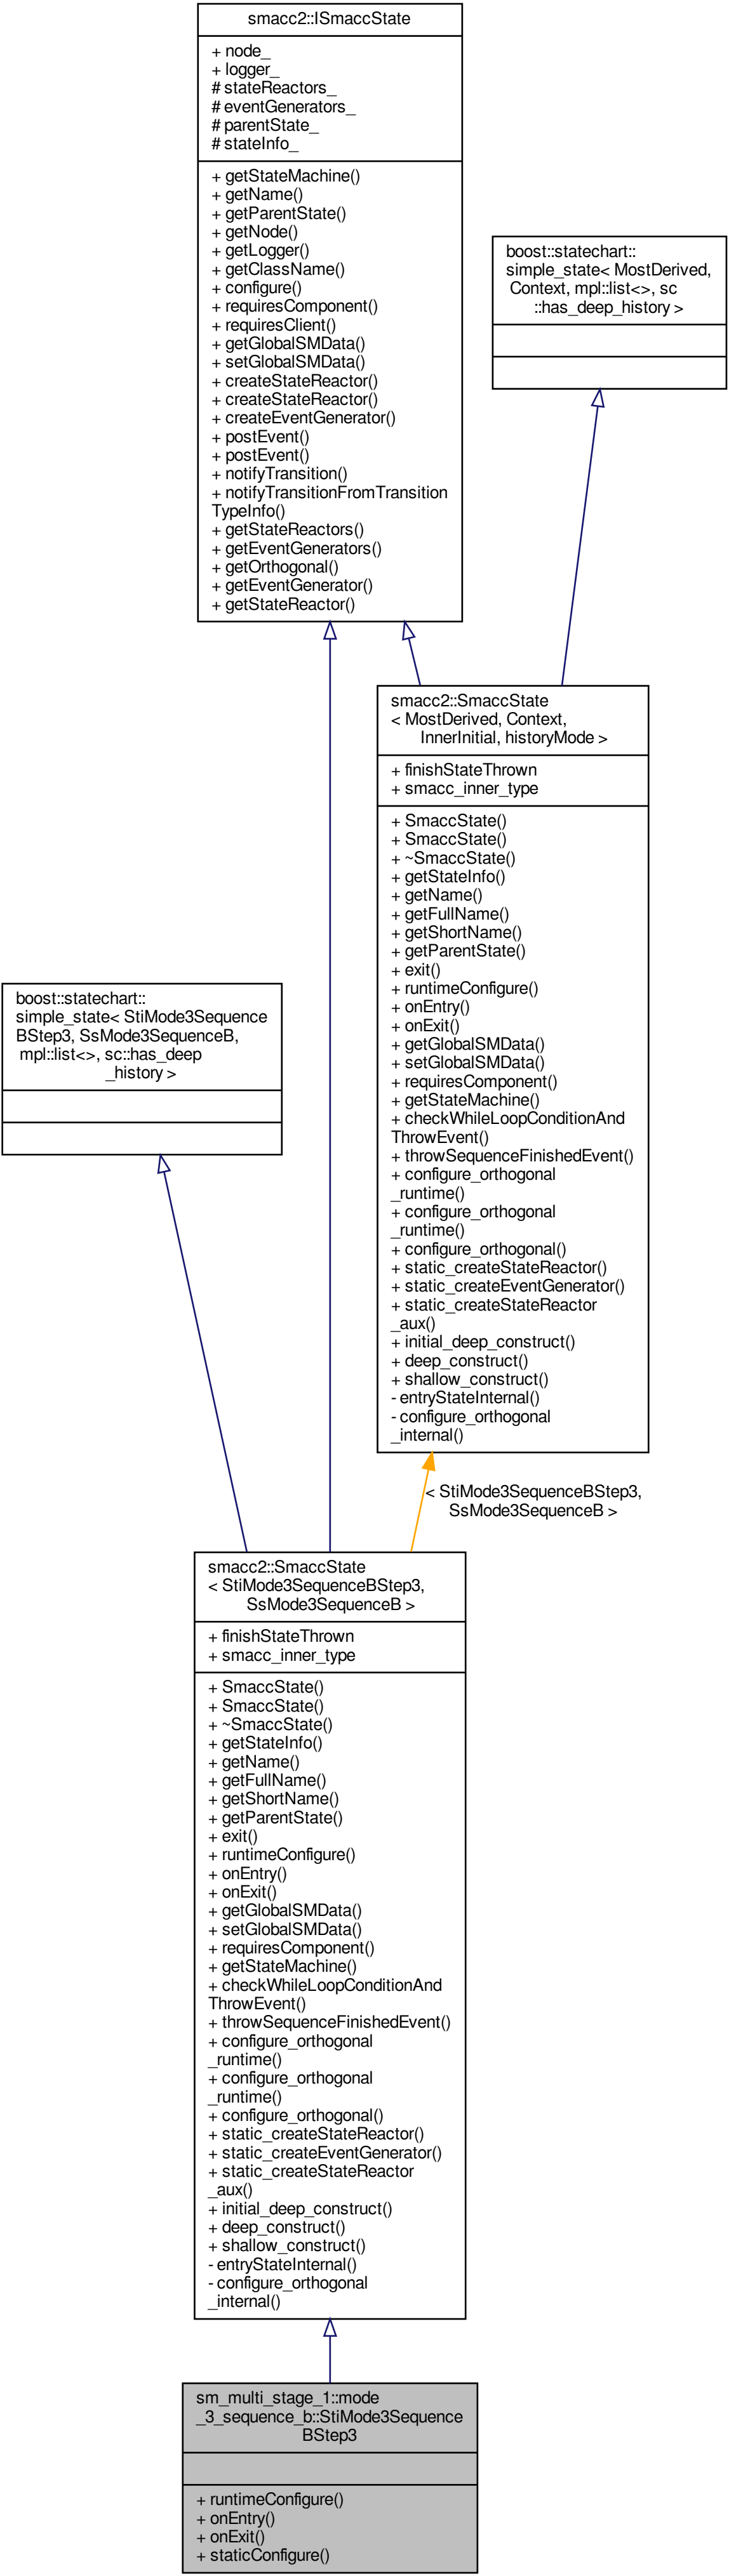 smacc2::ISmaccState
+ node_
+ logger_
# stateReactors_
# eventGenerators_
# parentState_
# stateInfo_
+ getStateMachine()
+ getName()
+ getParentState()
+ getNode()
+ getLogger()
+ getClassName()
+ configure()
+ requiresComponent()
+ requiresClient()
+ getGlobalSMData()
+ setGlobalSMData()
+ createStateReactor()
+ createStateReactor()
+ createEventGenerator()
+ postEvent()
+ postEvent()
+ notifyTransition()
+ notifyTransitionFromTransition
TypeInfo()
+ getStateReactors()
+ getEventGenerators()
+ getOrthogonal()
+ getEventGenerator()
+ getStateReactor()
boost::statechart::
simple_state< MostDerived,
Context, mpl::list<>, sc
::has_deep_history >
smacc2::SmaccState
< MostDerived, Context,
InnerInitial, historyMode >
+ finishStateThrown
+ smacc_inner_type
+ SmaccState()
+ SmaccState()
+ ~SmaccState()
+ getStateInfo()
+ getName()
+ getFullName()
+ getShortName()
+ getParentState()
+ exit()
+ runtimeConfigure()
+ onEntry()
+ onExit()
+ getGlobalSMData()
+ setGlobalSMData()
+ requiresComponent()
+ getStateMachine()
+ checkWhileLoopConditionAnd
ThrowEvent()
+ throwSequenceFinishedEvent()
+ configure_orthogonal
_runtime()
+ configure_orthogonal
_runtime()
+ configure_orthogonal()
+ static_createStateReactor()
+ static_createEventGenerator()
+ static_createStateReactor
_aux()
+ initial_deep_construct()
+ deep_construct()
+ shallow_construct()
- entryStateInternal()
- configure_orthogonal
_internal()
boost::statechart::
simple_state< StiMode3Sequence
BStep3, SsMode3SequenceB,
mpl::list<>, sc::has_deep
_history >
< StiMode3SequenceBStep3,
SsMode3SequenceB >
smacc2::SmaccState
< StiMode3SequenceBStep3,
SsMode3SequenceB >
+ finishStateThrown
+ smacc_inner_type
+ SmaccState()
+ SmaccState()
+ ~SmaccState()
+ getStateInfo()
+ getName()
+ getFullName()
+ getShortName()
+ getParentState()
+ exit()
+ runtimeConfigure()
+ onEntry()
+ onExit()
+ getGlobalSMData()
+ setGlobalSMData()
+ requiresComponent()
+ getStateMachine()
+ checkWhileLoopConditionAnd
ThrowEvent()
+ throwSequenceFinishedEvent()
+ configure_orthogonal
_runtime()
+ configure_orthogonal
_runtime()
+ configure_orthogonal()
+ static_createStateReactor()
+ static_createEventGenerator()
+ static_createStateReactor
_aux()
+ initial_deep_construct()
+ deep_construct()
+ shallow_construct()
- entryStateInternal()
- configure_orthogonal
_internal()
sm_multi_stage_1::mode
_3_sequence_b::StiMode3Sequence
BStep3
+ runtimeConfigure()
+ onEntry()
+ onExit()
+ staticConfigure()